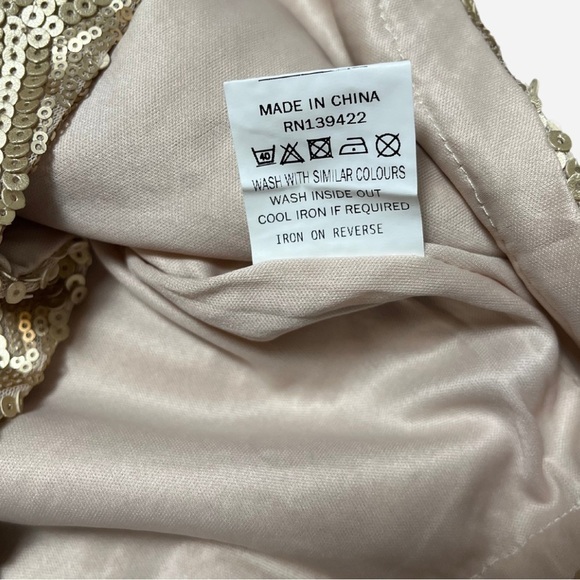 MADE IN CHINA
RN139422
40
WASH WITH SIMILAR COLOURS
WASH INSIDE OUT
COOL IRON IF REQUIRED
IRON ON REVERSE